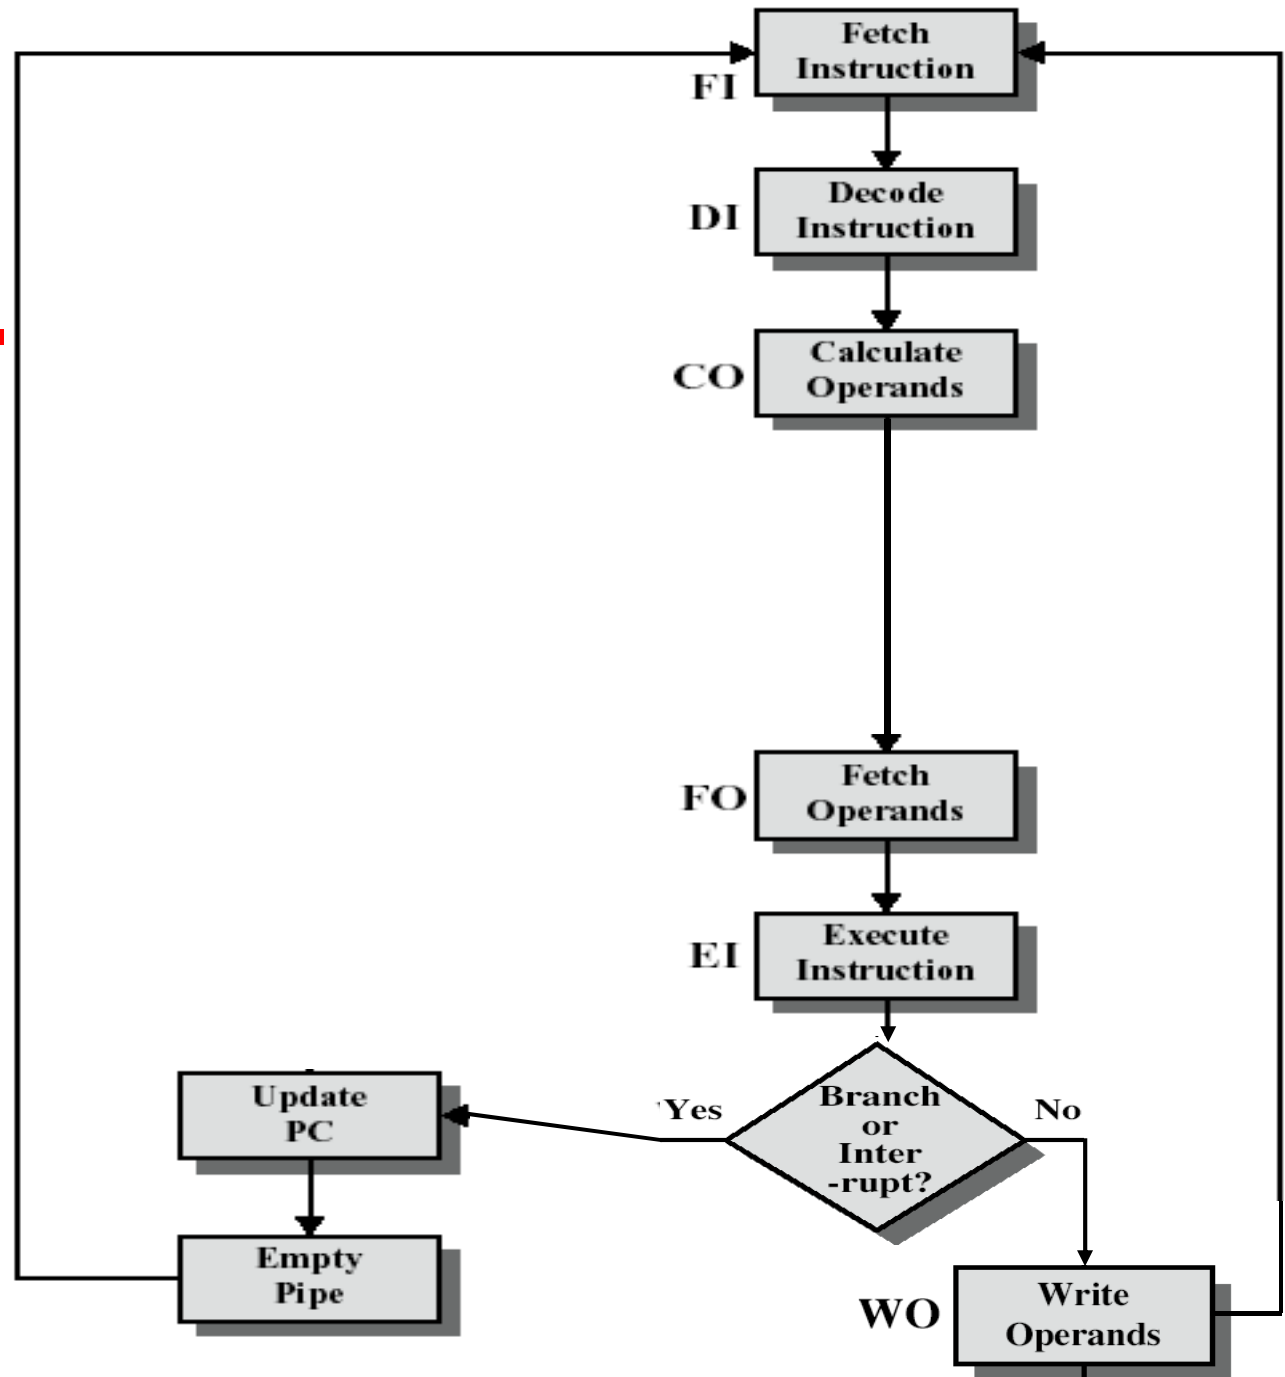 Fetch
Instruction
FI
Decode
Instruction
DI
Calculate
Operands
CO
Fetch
Operands
FO
Execute
Instruction
EI
Branch
or
Inter
-rupt?
Yes
No
Update
PC
Empty
Pipe
Write
Operands
WO